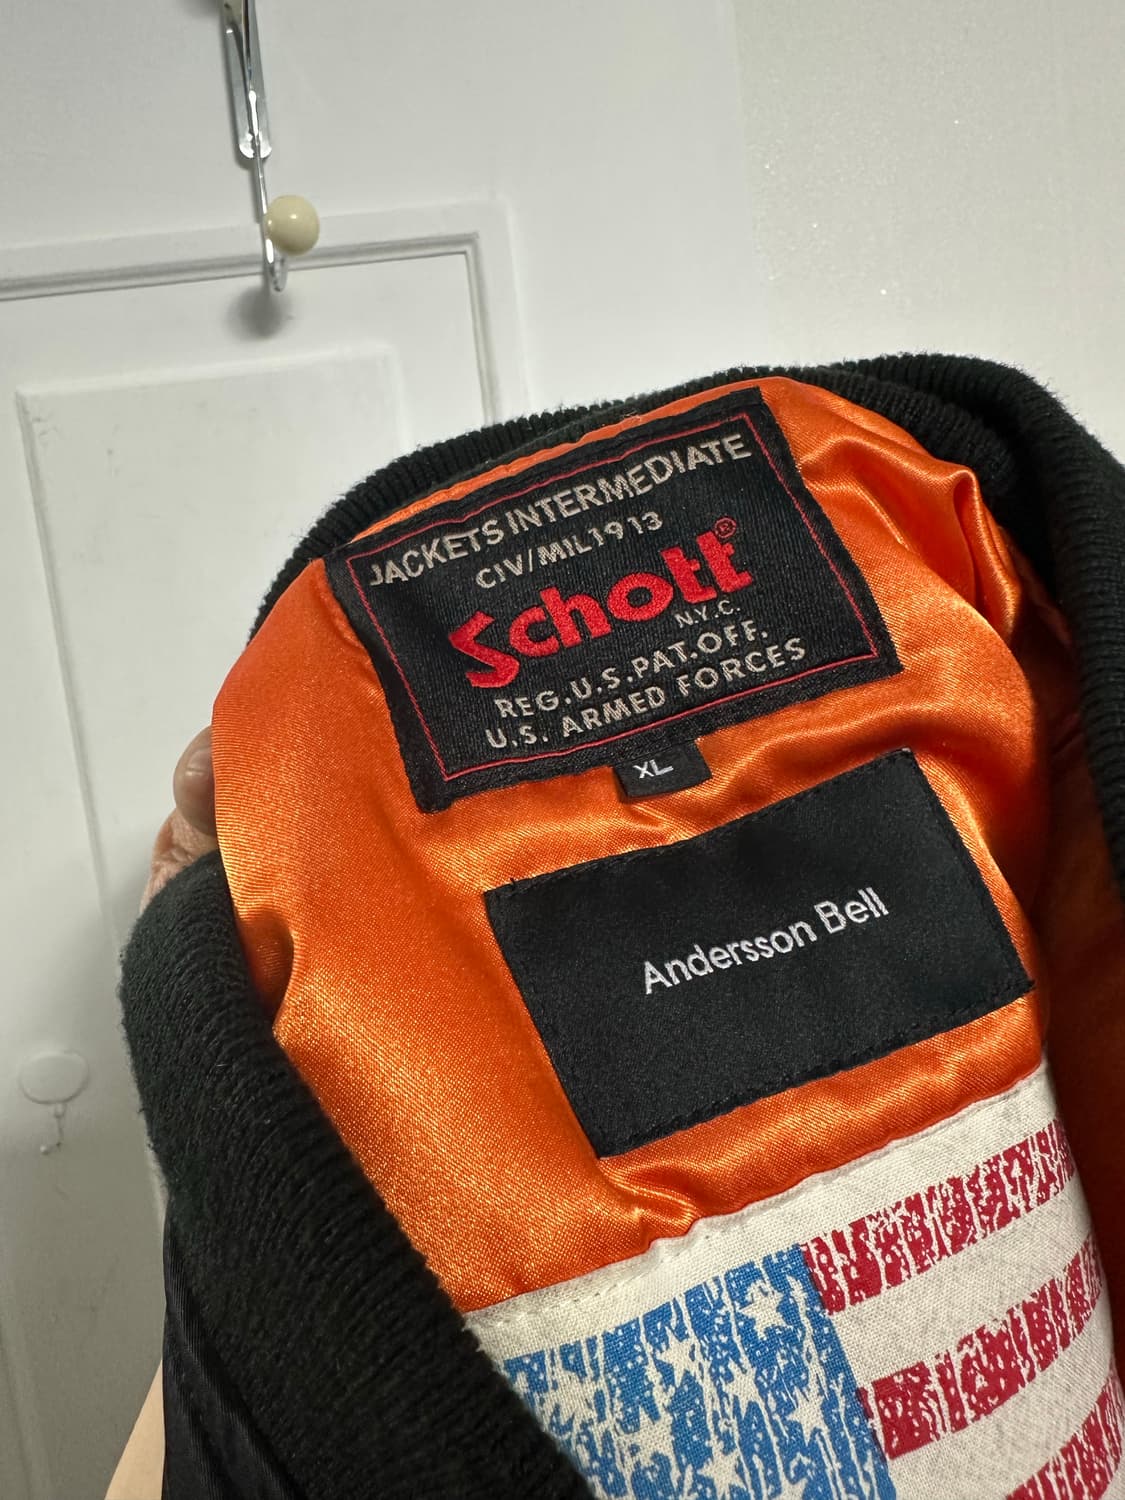 JACKETS INTERMEDIATE
CIV/MIL1913
Schott®
N.Y.C.
REG.U.S.PAT.OFF.
U.S. ARMED FORCES
XL
Andersson Bell